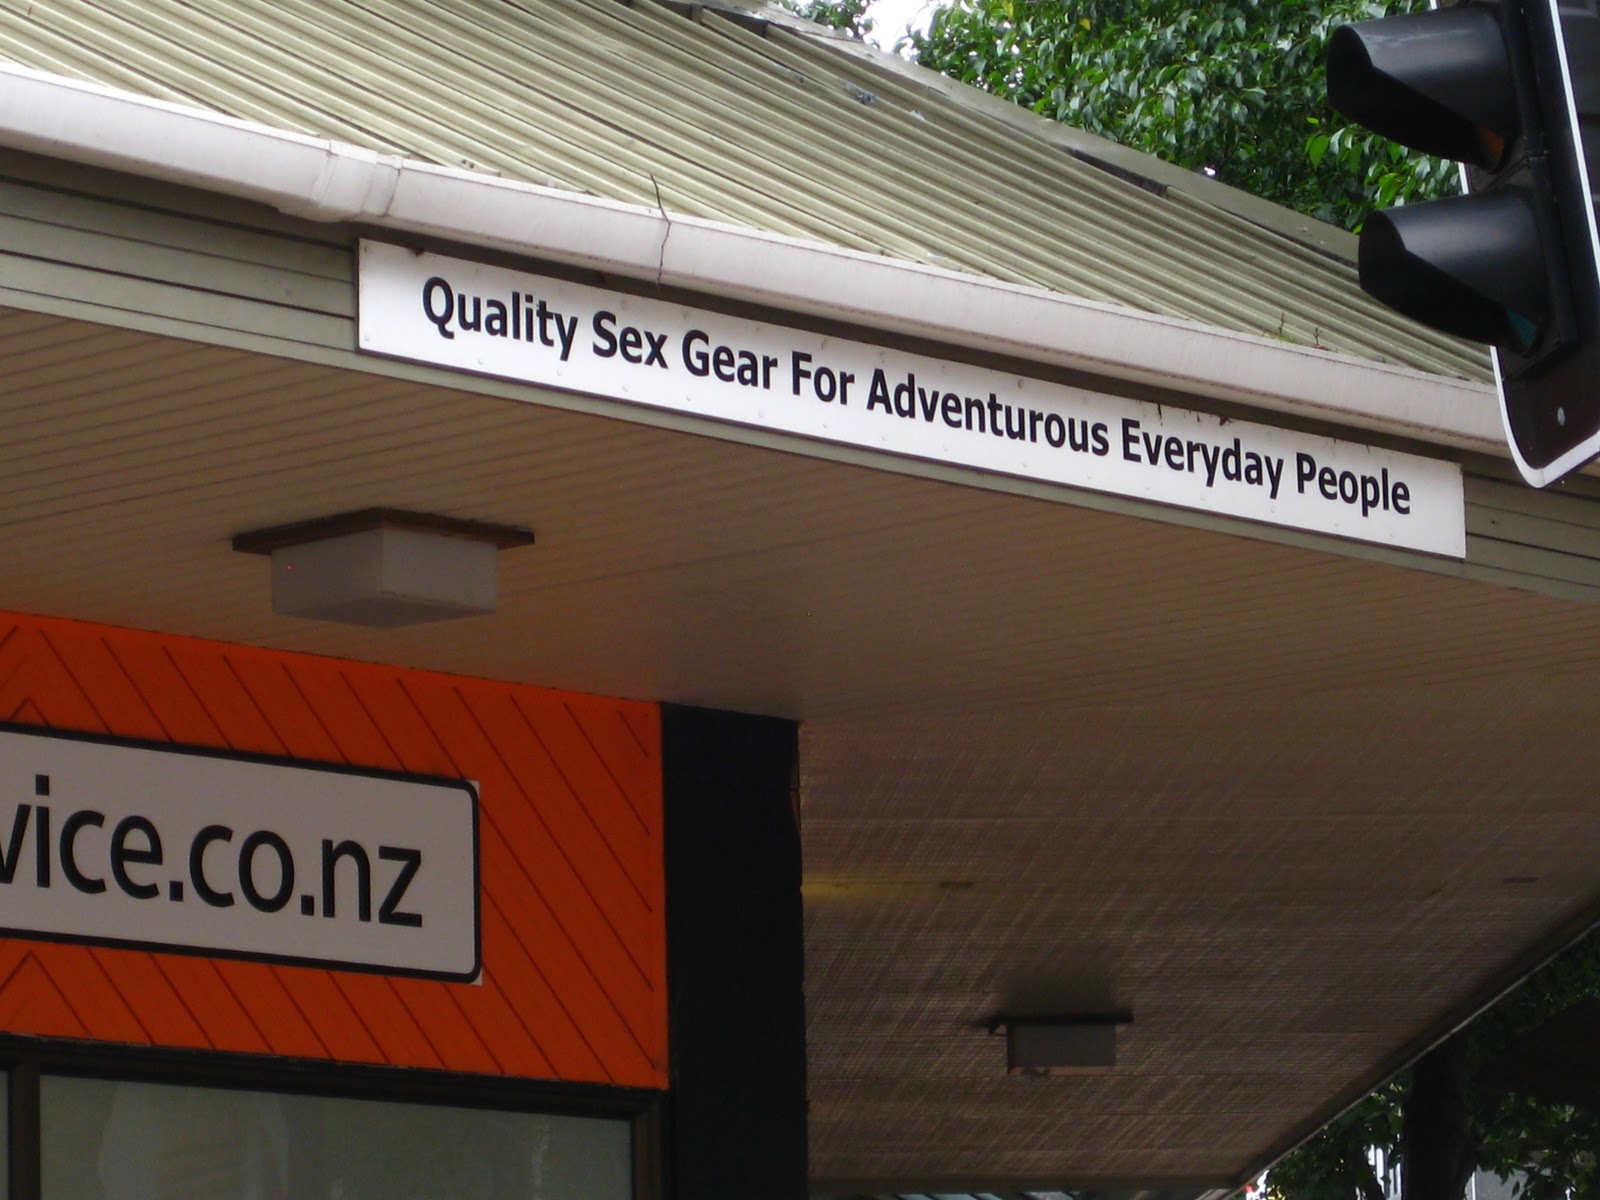 Quality Sex Gear For Adventurous Everyday People
vice.co.nz